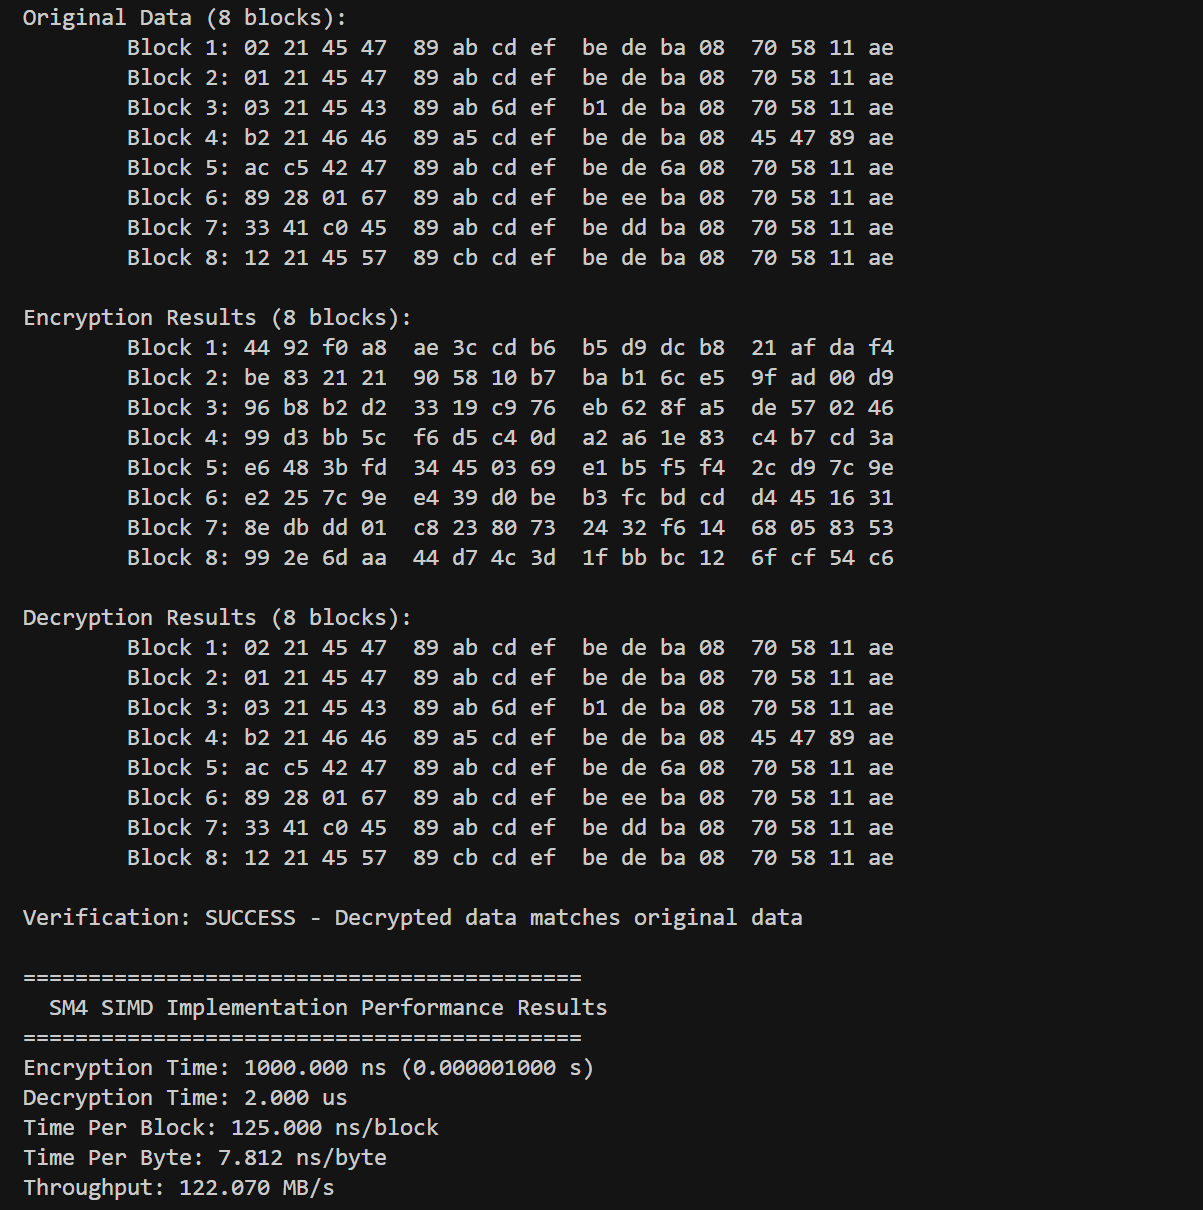 Original Data (8 blocks):
Block 1: 02 21 45 47  89 ab cd ef  be de ba 08  70 58 11 ae
Block 2: 01 21 45 47  89 ab cd ef  be de ba 08  70 58 11 ae
Block 3: 03 21 45 43  89 ab 6d ef  b1 de ba 08  70 58 11 ae
Block 4: b2 21 46 46  89 a5 cd ef  be de ba 08  45 47 89 ae
Block 5: ac c5 42 47  89 ab cd ef  be de 6a 08  70 58 11 ae
Block 6: 89 28 01 67  89 ab cd ef  be ee ba 08  70 58 11 ae
Block 7: 33 41 c0 45  89 ab cd ef  be dd ba 08  70 58 11 ae
Block 8: 12 21 45 57  89 cb cd ef  be de ba 08  70 58 11 ae
Encryption Results (8 blocks):
Block 1: 44 92 f0 a8  ae 3c cd b6  b5 d9 dc b8  21 af da f4
Block 2: be 83 21 21  90 58 10 b7  ba b1 6c e5  9f ad 00 d9
Block 3: 96 b8 b2 d2  33 19 c9 76  eb 62 8f a5  de 57 02 46
Block 4: 99 d3 bb 5c  f6 d5 c4 0d  a2 a6 1e 83  c4 b7 cd 3a
Block 5: e6 48 3b fd  34 45 03 69  e1 b5 f5 f4  2c d9 7c 9e
Block 6: e2 25 7c 9e  e4 39 d0 be  b3 fc bd cd  d4 45 16 31
Block 7: 8e db dd 01  c8 23 80 73  24 32 f6 14  68 05 83 53
Block 8: 99 2e 6d aa  44 d7 4c 3d  1f bb bc 12  6f cf 54 c6
Decryption Results (8 blocks):
Block 1: 02 21 45 47  89 ab cd ef  be de ba 08  70 58 11 ae
Block 2: 01 21 45 47  89 ab cd ef  be de ba 08  70 58 11 ae
Block 3: 03 21 45 43  89 ab 6d ef  b1 de ba 08  70 58 11 ae
Block 4: b2 21 46 46  89 a5 cd ef  be de ba 08  45 47 89 ae
Block 5: ac c5 42 47  89 ab cd ef  be de 6a 08  70 58 11 ae
Block 6: 89 28 01 67  89 ab cd ef  be ee ba 08  70 58 11 ae
Block 7: 33 41 c0 45  89 ab cd ef  be dd ba 08  70 58 11 ae
Block 8: 12 21 45 57  89 cb cd ef  be de ba 08  70 58 11 ae
Verification: SUCCESS - Decrypted data matches original data
===========================================
SM4 SIMD Implementation Performance Results
===========================================
Encryption Time: 1000.000 ns (0.000001000 s)
Decryption Time: 2.000 us
Time Per Block: 125.000 ns/block
Time Per Byte: 7.812 ns/byte
Throughput: 122.070 MB/s